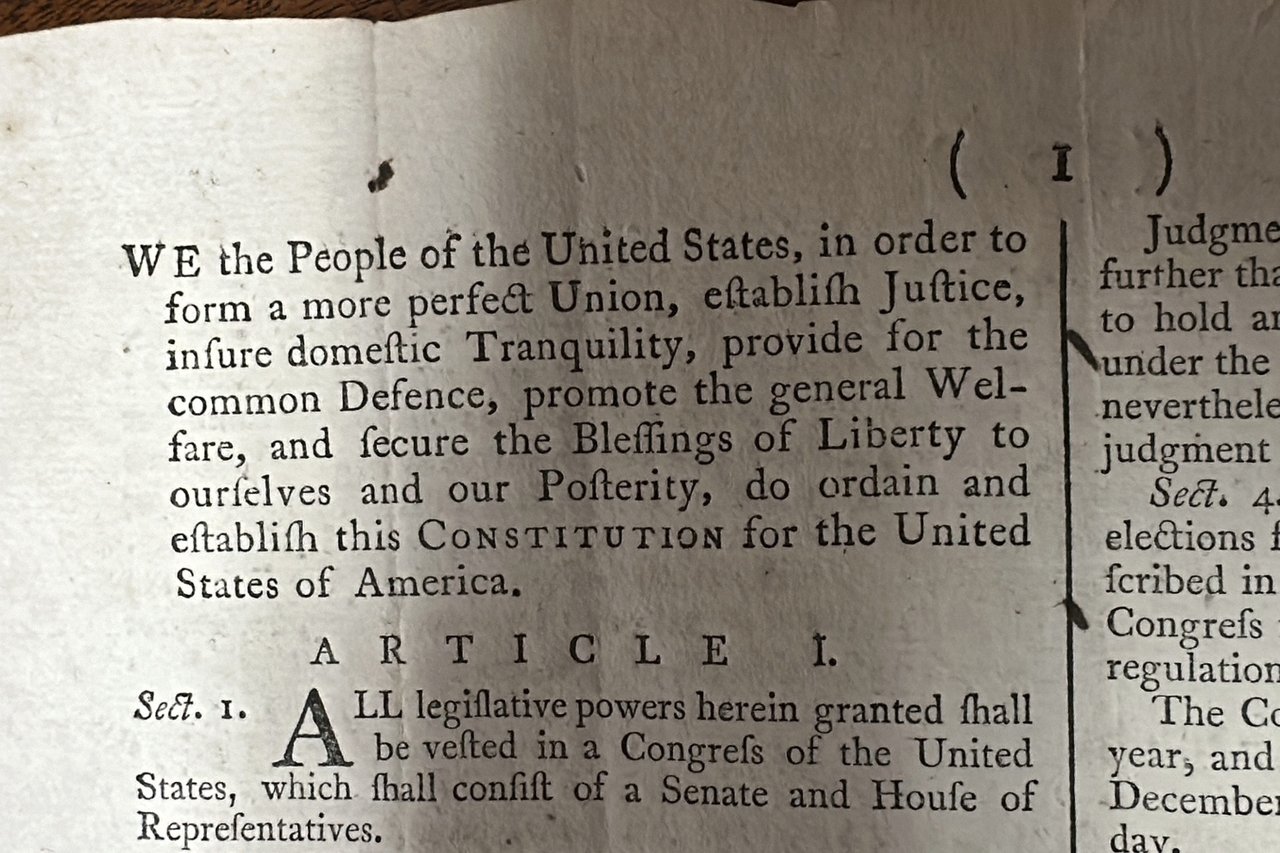 ( 1 )
WE the People of the United States, in order to
form a more perfect Union, eſtabliſh Juſtice,
inſure domeſtic Tranquility, provide for the
common Defence, promote the general Wel-
fare, and ſecure the Bleſſings of Liberty to
ourſelves and our Poſterity, do ordain and
eſtabliſh this CONSTITUTION for the United
States of America.
ARTICLE I.
Sect. 1. ALL legiſlative powers herein granted ſhall
be veſted in a Congreſs of the United
States, which ſhall conſiſt of a Senate and Houſe of
Repreſentatives.
Judgme
further tha
to hold an
under the
neverthele
judgment
Sect. 4.
elections f
ſcribed in
Congreſs
regulation
The Co
year, and
December
day.